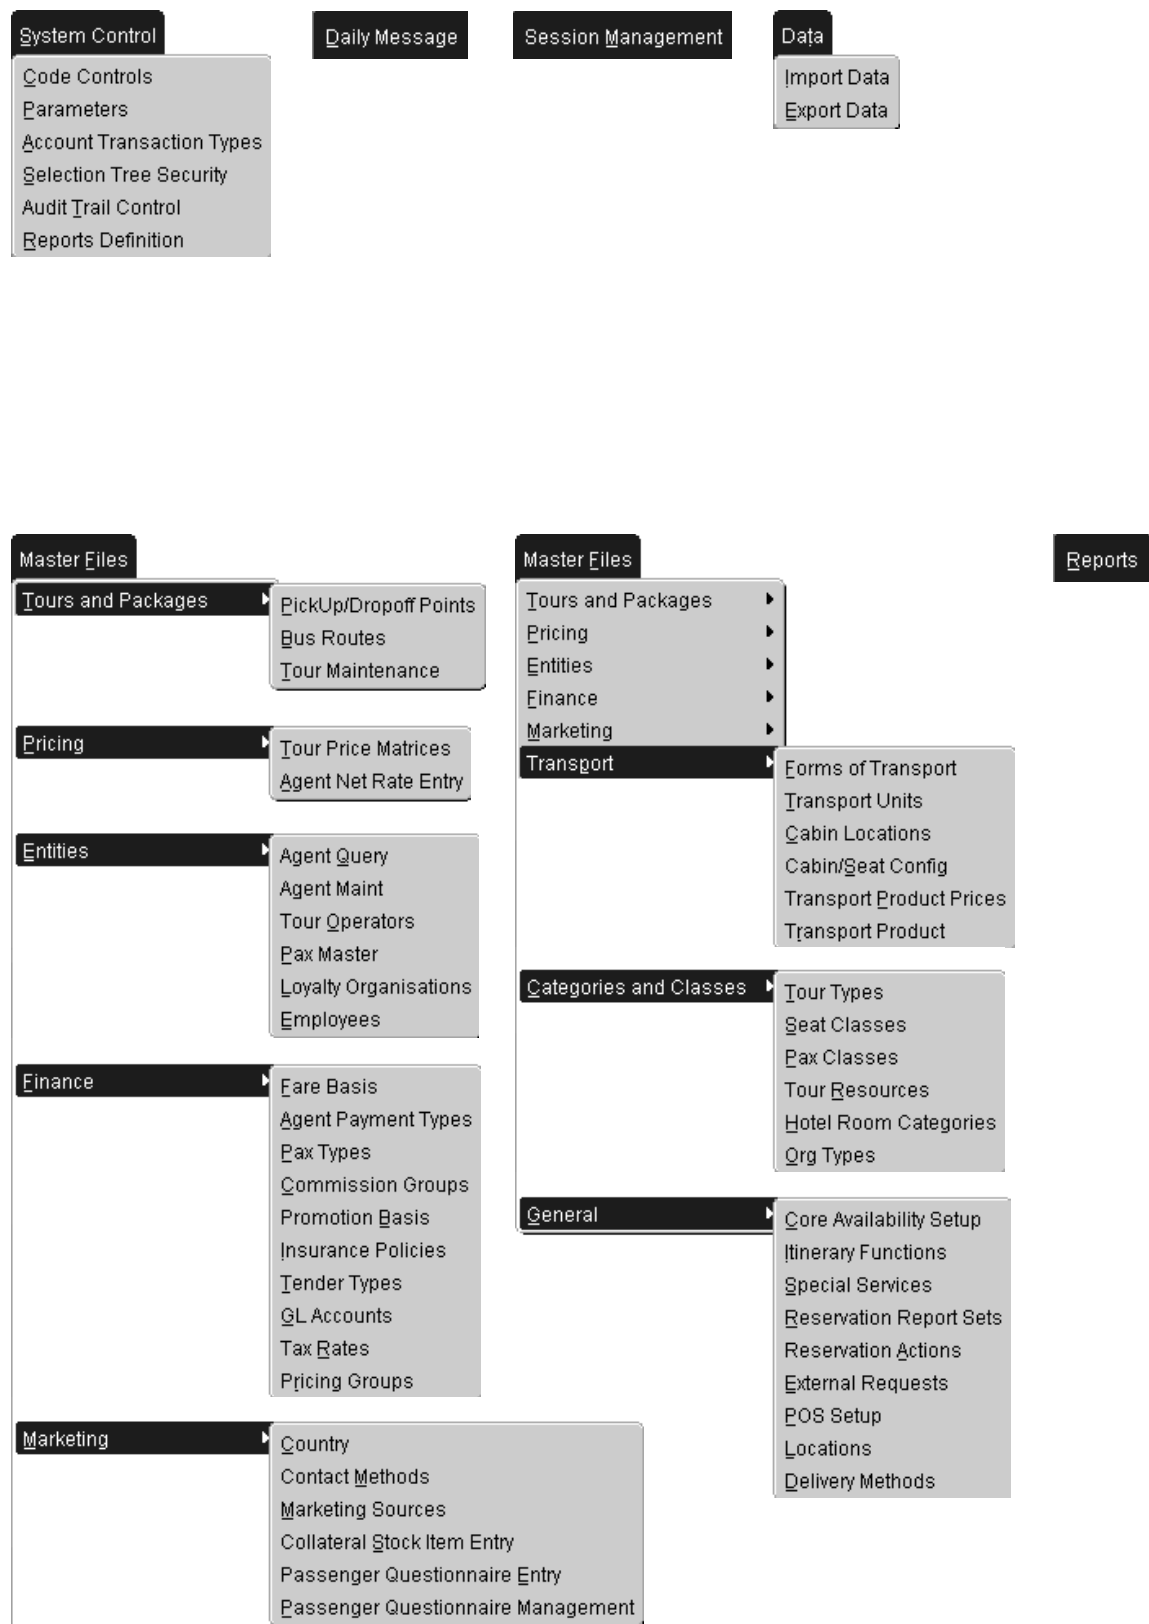 System Control
Code Controls
Parameters
Account Transaction Types
Selection Tree Security
Audit Trail Control
Reports Definition
Daily Message
Session Management
Data
Import Data
Export Data
Master Files
Tours and Packages
PickUp/Dropoff Points
Bus Routes
Tour Maintenance
Pricing
Tour Price Matrices
Agent Net Rate Entry
Entities
Agent Query
Agent Maint
Tour Operators
Pax Master
Loyalty Organisations
Employees
Finance
Fare Basis
Agent Payment Types
Pax Types
Commission Groups
Promotion Basis
Insurance Policies
Tender Types
GL Accounts
Tax Rates
Pricing Groups
Marketing
Country
Contact Methods
Marketing Sources
Collateral Stock Item Entry
Passenger Questionnaire Entry
Passenger Questionnaire Management
Master Files
Tours and Packages
Pricing
Entities
Finance
Marketing
Transport
Forms of Transport
Transport Units
Cabin Locations
Cabin/Seat Config
Transport Product Prices
Transport Product
Categories and Classes
Tour Types
Seat Classes
Pax Classes
Tour Resources
Hotel Room Categories
Org Types
General
Core Availability Setup
Itinerary Functions
Special Services
Reservation Report Sets
Reservation Actions
External Requests
POS Setup
Locations
Delivery Methods
Reports